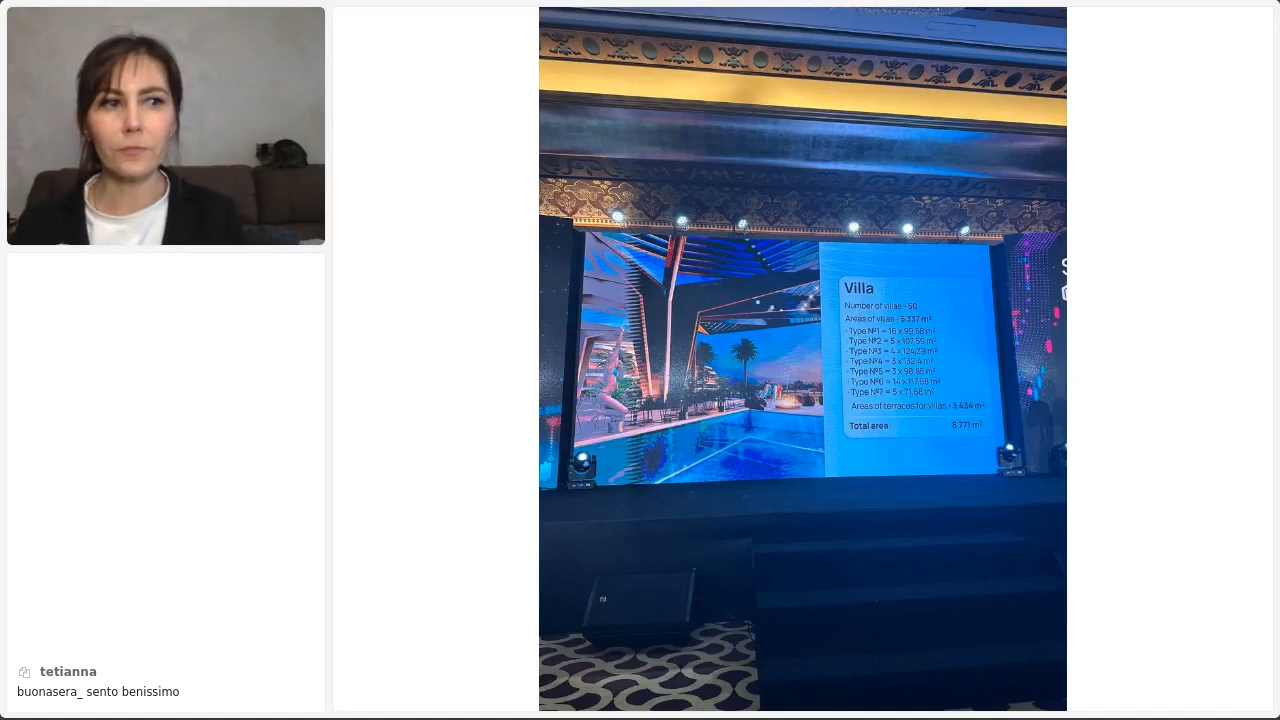 tetianna
buonasera_ sento benissimo
Villa
Number of villas - 50
Areas of villas - 5 337 m²
· Type №1 = 16 x 99,58 m²
· Type №2 = 5 x 107,59 m²
· Type №3 = 4 x 124,39 m²
· Type №4 = 3 x 132,4 m²
· Type №5 = 3 x 98,85 m²
· Type №6 = 14 x 117,68 m²
· Type №7 = 5 x 71,68 m²
Areas of terraces for villas - 3 434 m²
Total area 8 771 m²